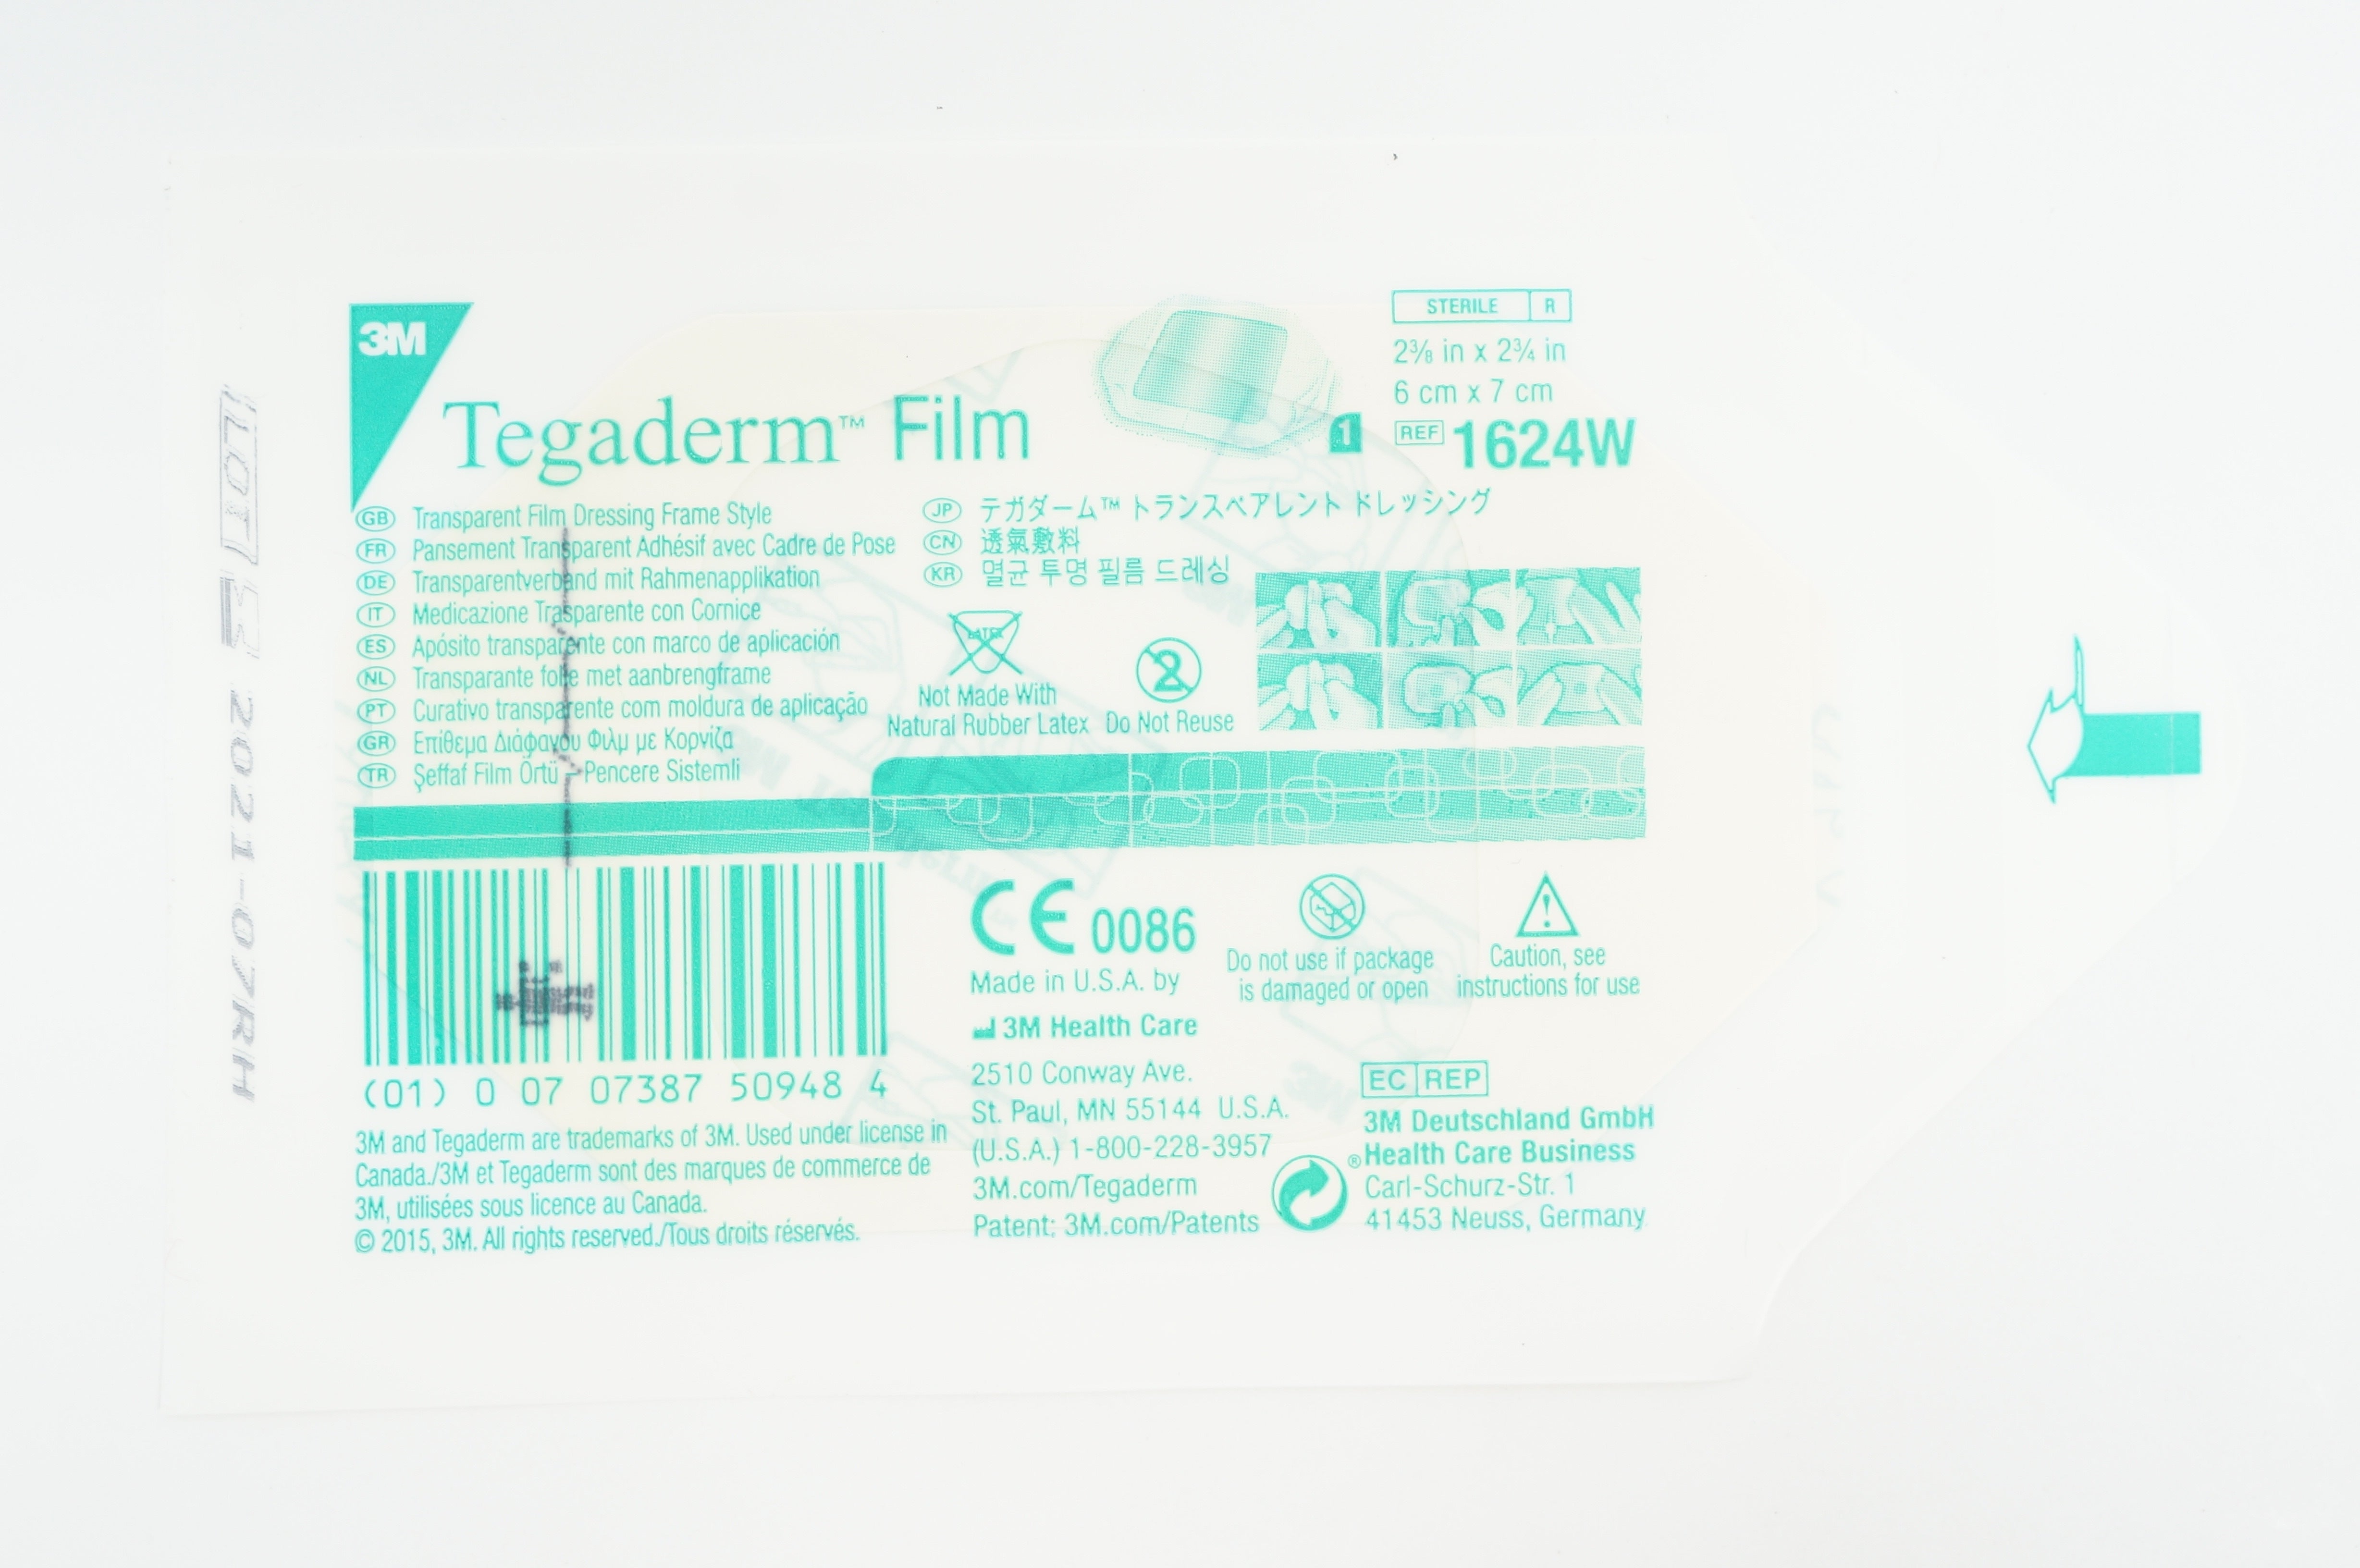 3M
Tegaderm™ Film
STERILE R
2⅜ in x 2¾ in
6 cm x 7 cm
1
REF 1624W
GB Transparent Film Dressing Frame Style
FR Pansement Transparent Adhésif avec Cadre de Pose
DE Transparentverband mit Rahmenapplikation
IT Medicazione Trasparente con Cornice
ES Apósito transparente con marco de aplicación
NL Transparante folie met aanbrengframe
PT Curativo transparente com moldura de aplicação
GR Επίθεμα Διάφανου Φιλμ με Κορνίζα
TR Şeffaf Film Örtü - Pencere Sistemli
JP テガダーム™ トランスペアレント ドレッシング
CN 透氣敷料
KR 멸균 투명 필름 드레싱
LATEX
Not Made With
Natural Rubber Latex
2
Do Not Reuse
LOT
2021-07RH
(01) 0 07 07387 50948 4
3M and Tegaderm are trademarks of 3M. Used under license in
Canada./3M et Tegaderm sont des marques de commerce de
3M, utilisées sous licence au Canada.
© 2015, 3M. All rights reserved./Tous droits réservés.
CE 0086
Made in U.S.A. by
3M Health Care
2510 Conway Ave.
St. Paul, MN 55144 U.S.A.
(U.S.A.) 1-800-228-3957
3M.com/Tegaderm
Patent: 3M.com/Patents
Do not use if package
is damaged or open
Caution, see
instructions for use
EC REP
3M Deutschland GmbH
® Health Care Business
Carl-Schurz-Str. 1
41453 Neuss, Germany